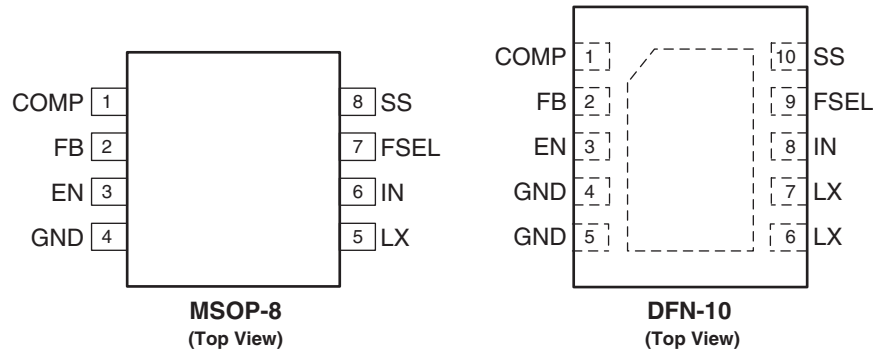 COMP 1
FB 2
EN 3
GND 4
8 SS
7 FSEL
6 IN
5 LX
MSOP-8
(Top View)
COMP 1
FB 2
EN 3
GND 4
GND 5
10 SS
9 FSEL
8 IN
7 LX
6 LX
DFN-10
(Top View)